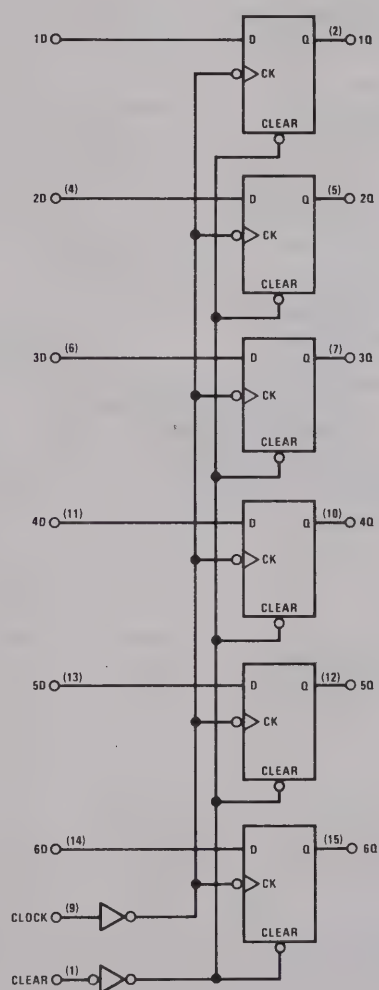 1D D Q (2) 1Q
CK
CLEAR
2D (4) D Q (5) 2Q
CK
CLEAR
3D (6) D Q (7) 3Q
CK
CLEAR
4D (11) D Q (10) 4Q
CK
CLEAR
5D (13) D Q (12) 5Q
CK
CLEAR
6D (14) D Q (15) 6Q
CK
CLOCK (9)
CLEAR
CLEAR (1)